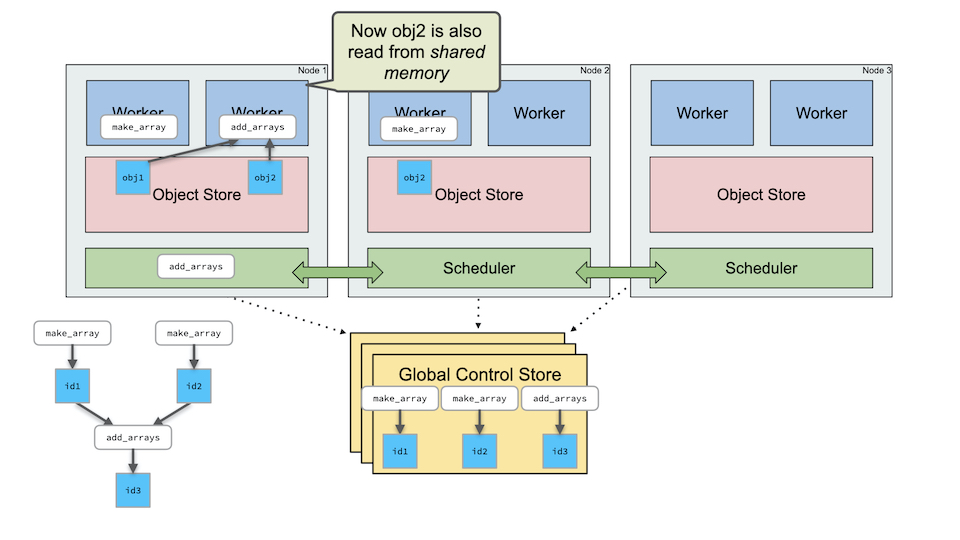 Now obj2 is also
read from shared
memory
Node 1
Node 2
Node 3
Worker
Worker
Worker
Worker
Worker
Worker
make_array
add_arrays
make_array
obj1
obj2
obj2
Object Store
Object Store
Object Store
add_arrays
Scheduler
Scheduler
make_array
make_array
id1
id2
add_arrays
id3
Global Control Store
make_array
make_array
add_arrays
id1
id2
id3